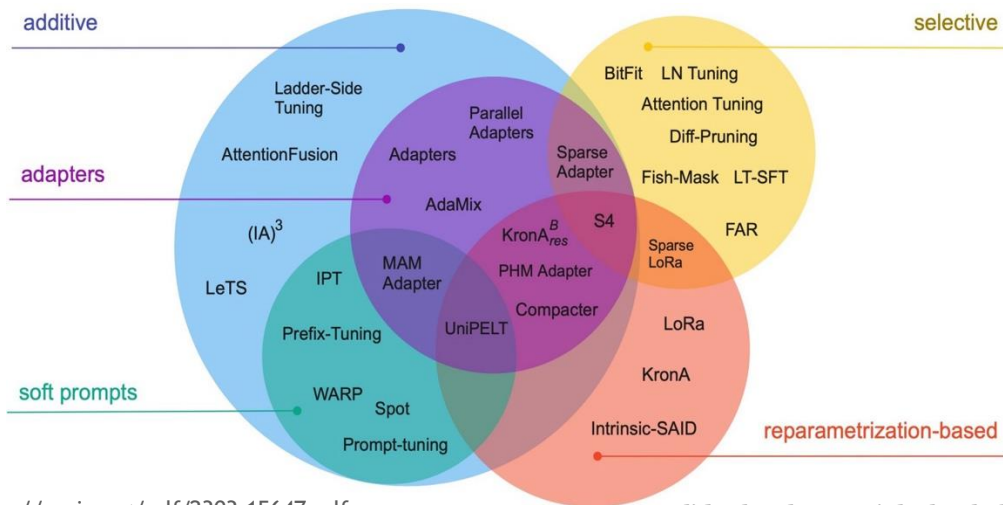 additive
selective
Ladder-Side
Tuning
AttentionFusion
BitFit LN Tuning
Attention Tuning
Diff-Pruning
Fish-Mask LT-SFT
FAR
Parallel
Adapters
Adapters
AdaMix
Sparse
Adapter
adapters
(IA)³
LeTS
KronA^B_res
S4
Sparse
LoRa
IPT
MAM
Adapter
PHM Adapter
Compacter
UniPELT
Prefix-Tuning
LoRa
KronA
WARP
Spot
Prompt-tuning
Intrinsic-SAID
soft prompts
reparametrization-based